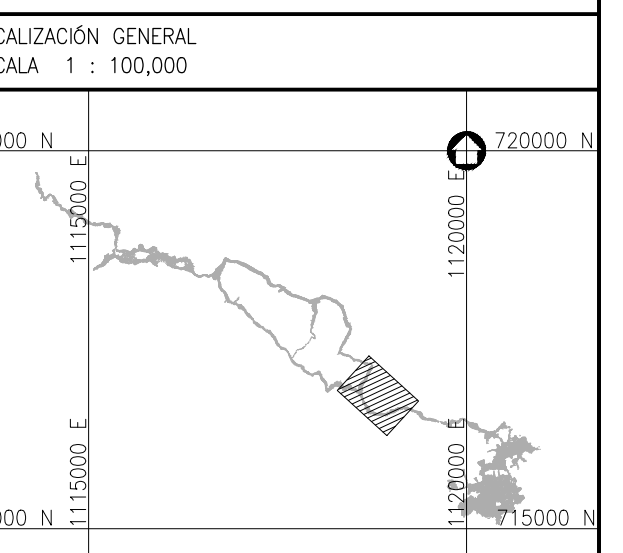 CALIZACIÓN GENERAL
CALA 1 : 100,000
000 N
720000 N
1115000 E
1120000 E
1115000 E
1120000 E
000 N
715000 N